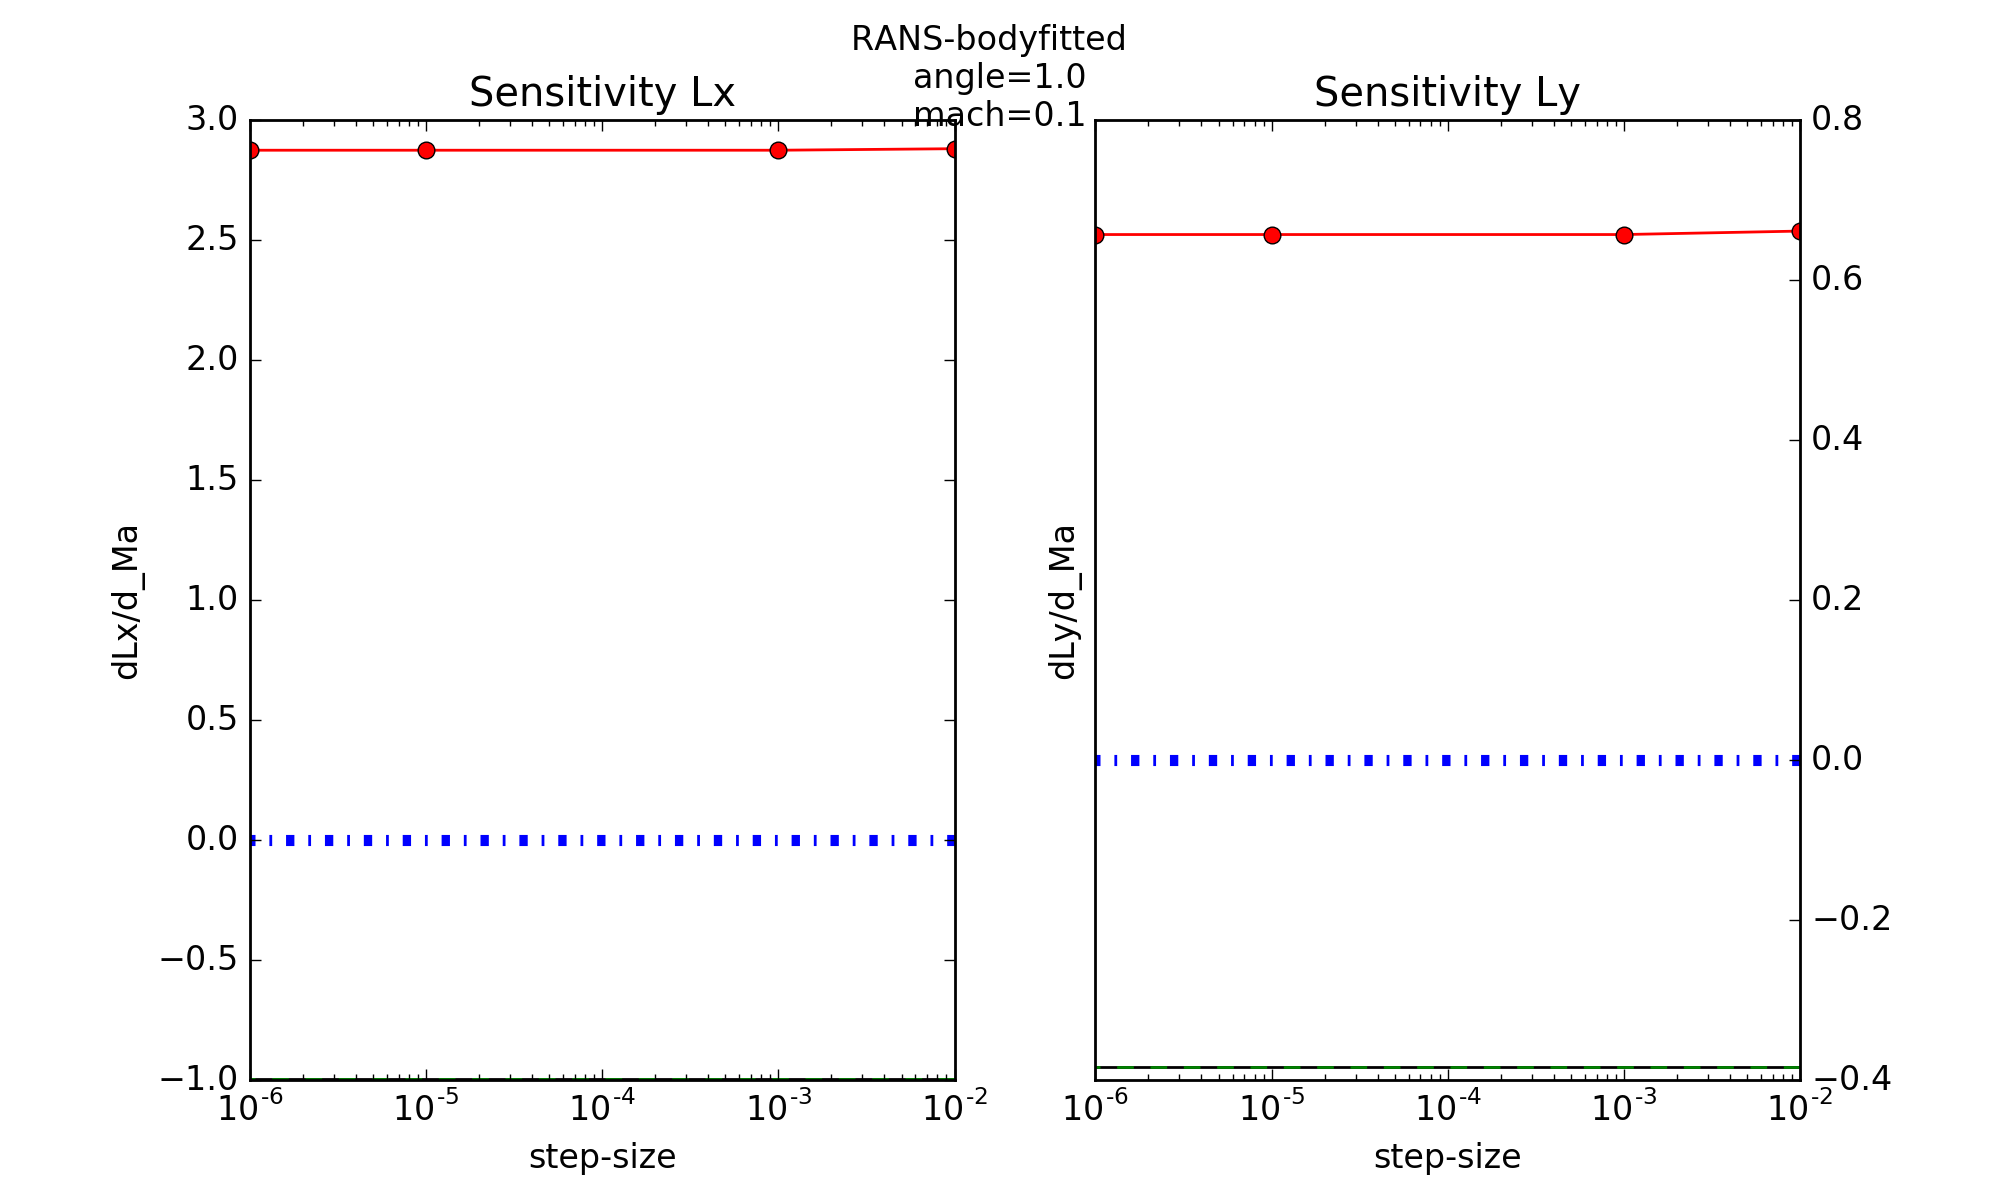 RANS-bodyfitted
angle=1.0
mach=0.1
Sensitivity Lx
3.0
2.5
2.0
1.5
1.0
0.5
0.0
−0.5
−1.0
dLx/d_Ma
10⁻⁶ 10⁻⁵ 10⁻⁴ 10⁻³ 10⁻²
step-size
Sensitivity Ly
dLy/d_Ma
0.8
0.6
0.4
0.2
0.0
−0.2
−0.4
10⁻⁶ 10⁻⁵ 10⁻⁴ 10⁻³ 10⁻²
step-size